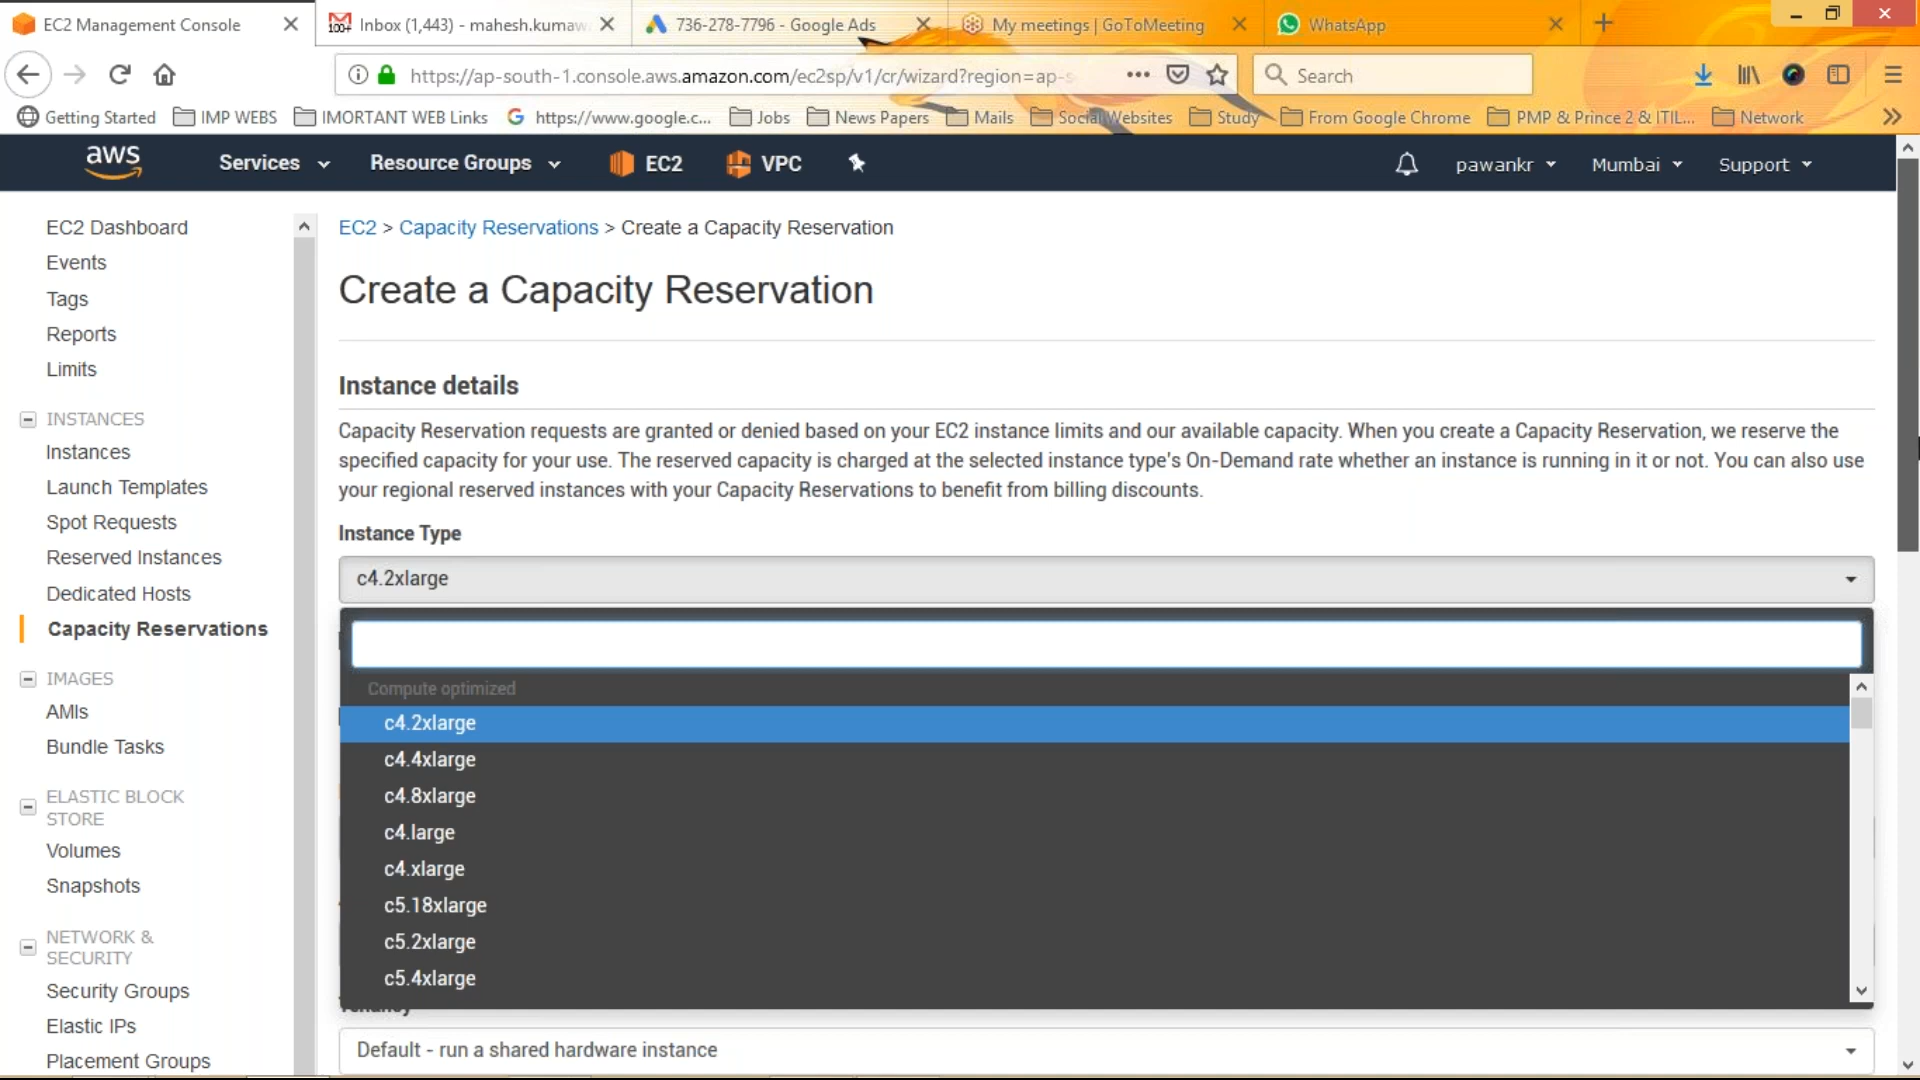 EC2 Management Console
Inbox (1,443) - mahesh.kumaw
736-278-7796 - Google Ads
My meetings | GoToMeeting
WhatsApp
https://ap-south-1.console.aws.amazon.com/ec2sp/v1/cr/wizard?region=ap-s
Search
Getting Started
IMP WEBS
IMORTANT WEB Links
https://www.google.c...
Jobs
News Papers
Mails
Social Websites
Study
From Google Chrome
PMP & Prince 2 & ITIL...
Network
aws
Services
Resource Groups
EC2
VPC
pawankr
Mumbai
Support
EC2 Dashboard
Events
Tags
Reports
Limits
INSTANCES
Instances
Launch Templates
Spot Requests
Reserved Instances
Dedicated Hosts
Capacity Reservations
IMAGES
AMIs
Bundle Tasks
ELASTIC BLOCK
STORE
Volumes
Snapshots
NETWORK &
SECURITY
Security Groups
Elastic IPs
Placement Groups
EC2 > Capacity Reservations > Create a Capacity Reservation
Create a Capacity Reservation
Instance details
Capacity Reservation requests are granted or denied based on your EC2 instance limits and our available capacity. When you create a Capacity Reservation, we reserve the
specified capacity for your use. The reserved capacity is charged at the selected instance type's On-Demand rate whether an instance is running in it or not. You can also use
your regional reserved instances with your Capacity Reservations to benefit from billing discounts.
Instance Type
c4.2xlarge
Compute optimized
c4.2xlarge
c4.4xlarge
c4.8xlarge
c4.large
c4.xlarge
c5.18xlarge
c5.2xlarge
c5.4xlarge
Tenancy
Default - run a shared hardware instance